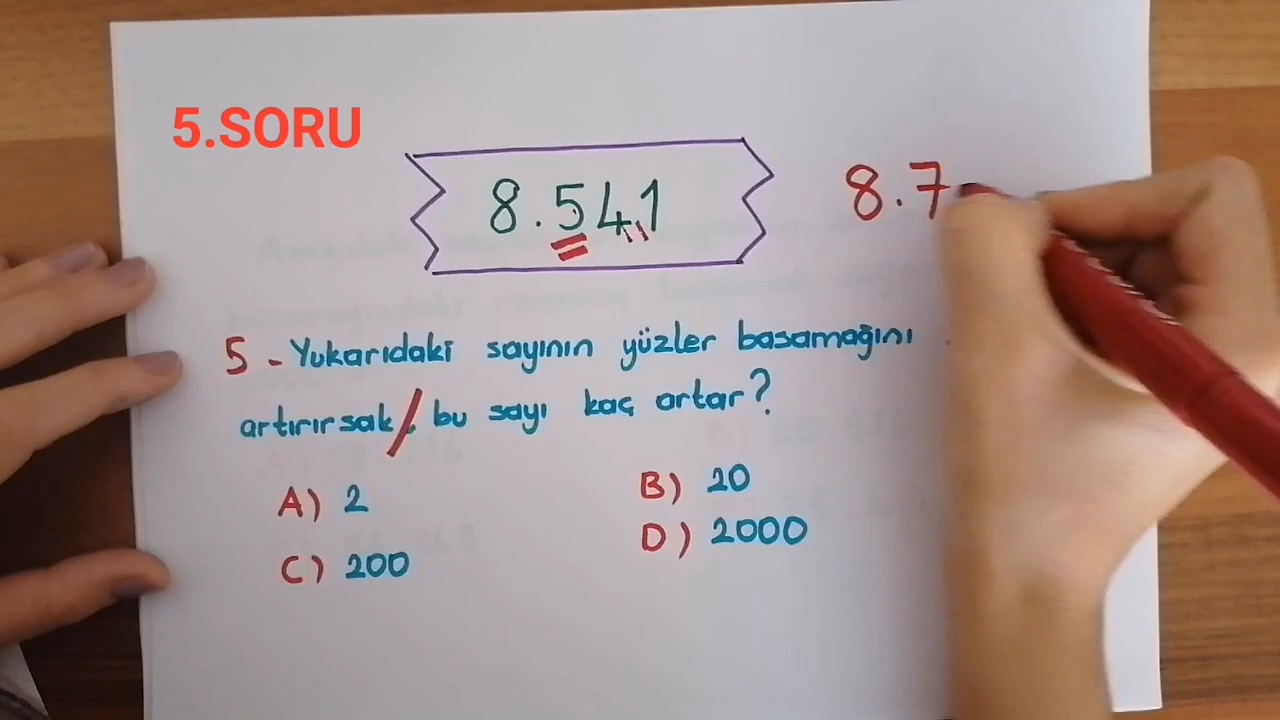 5.SORU
8.541
8.7
5-Yukarıdaki sayının yüzler basamağını
artırırsak, bu sayı kaç artar?
A) 2
B) 20
C) 200
D) 2000